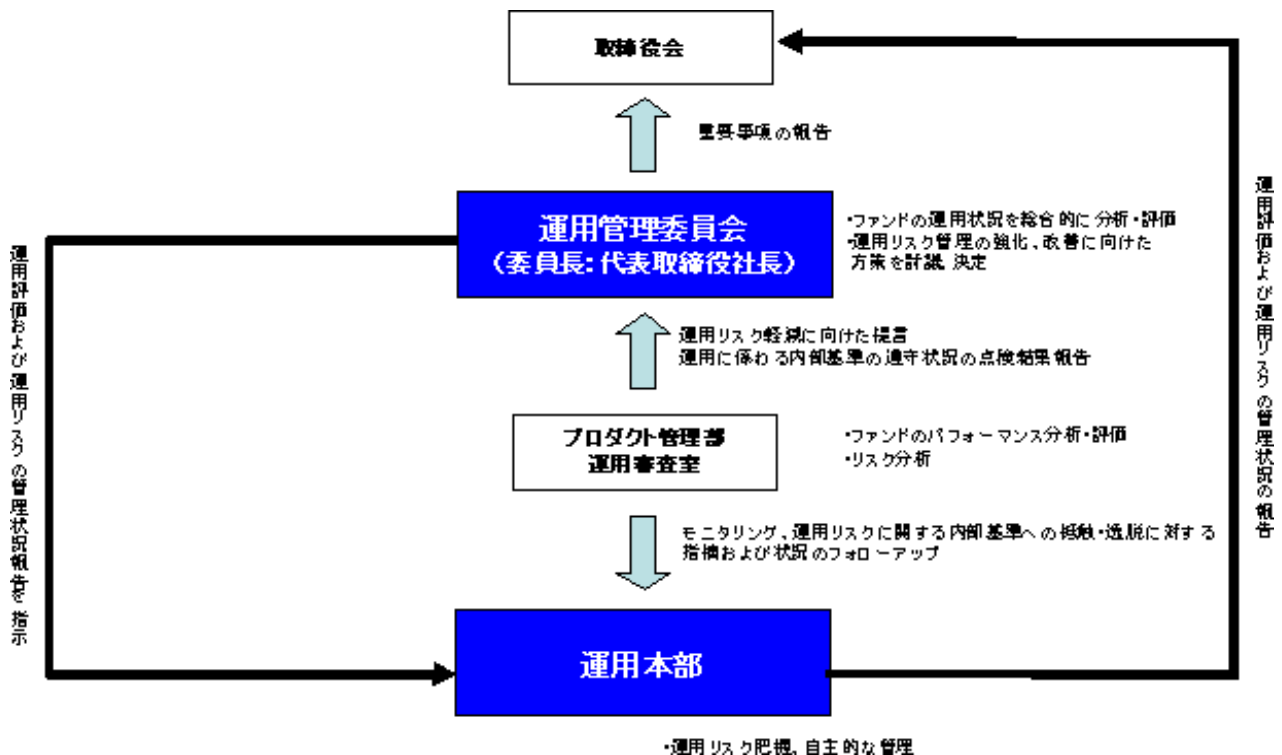 取締役会
重要事項の報告
運用管理委員会
（委員長：代表取締役社長）
・ファンドの運用状況を総合的に分析・評価
・運用リスク管理の強化、改善に向けた
方策を討議、決定
運用リスク軽減に向けた提言
運用に係わる内部基準の遵守状況の点検結果報告
プロダクト管理部
運用審査室
・ファンドのパフォーマンス分析・評価
・リスク分析
モニタリング、運用リスクに関する内部基準への抵触・逸脱に対する
指摘および状況のフォローアップ
運用本部
・運用リスク把握、自主的な管理
運用評価および運用リスクの管理状況報告を指示
運用評価および運用リスクの管理状況の報告